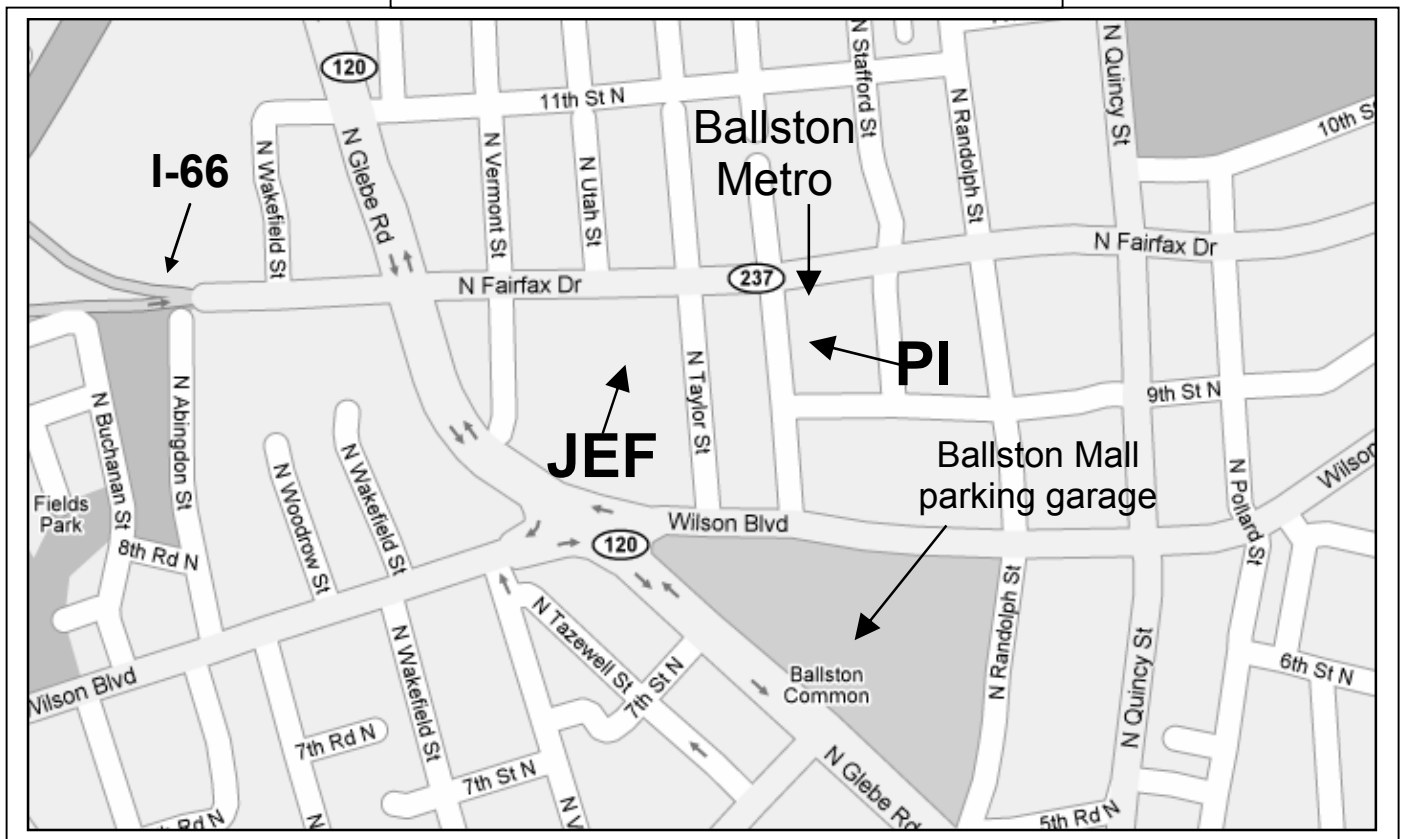 120
11th St N
N Stafford St
N Quincy St
10th St
N Randolph St
Ballston
Metro
I-66
N Wakefield St
N Glebe Rd
N Vermont St
N Utah St
N Fairfax Dr
N Fairfax Dr
237
PI
N Taylor St
9th St N
N Abingdon St
N Buchanan St
JEF
Ballston Mall
parking garage
N Pollard St
Wilson
Fields
Park
N Woodrow St
N Wakefield St
Wilson Blvd
120
8th Rd N
N Tazewell St
N Randolph St
N Quincy St
6th St N
Wilson Blvd
N Wakefield St
7th St N
Ballston
Common
7th Rd N
7th St N
N Glebe Rd
N V
Rd N
N
5th Rd N